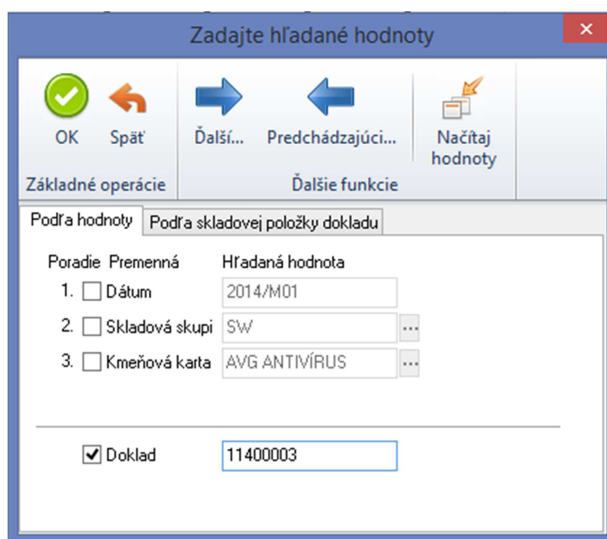 Zadajte hľadané hodnoty
OK Späť Ďalší... Predchádzajúci... Načítaj hodnoty
Základné operácie Ďalšie funkcie
Podľa hodnoty Podľa skladovej položky dokladu
Poradie Premenná Hľadaná hodnota
1. Dátum 2014/M01
2. Skladová skupi SW ...
3. Kmeňová karta AVG ANTIVÍRUS ...
Doklad 11400003